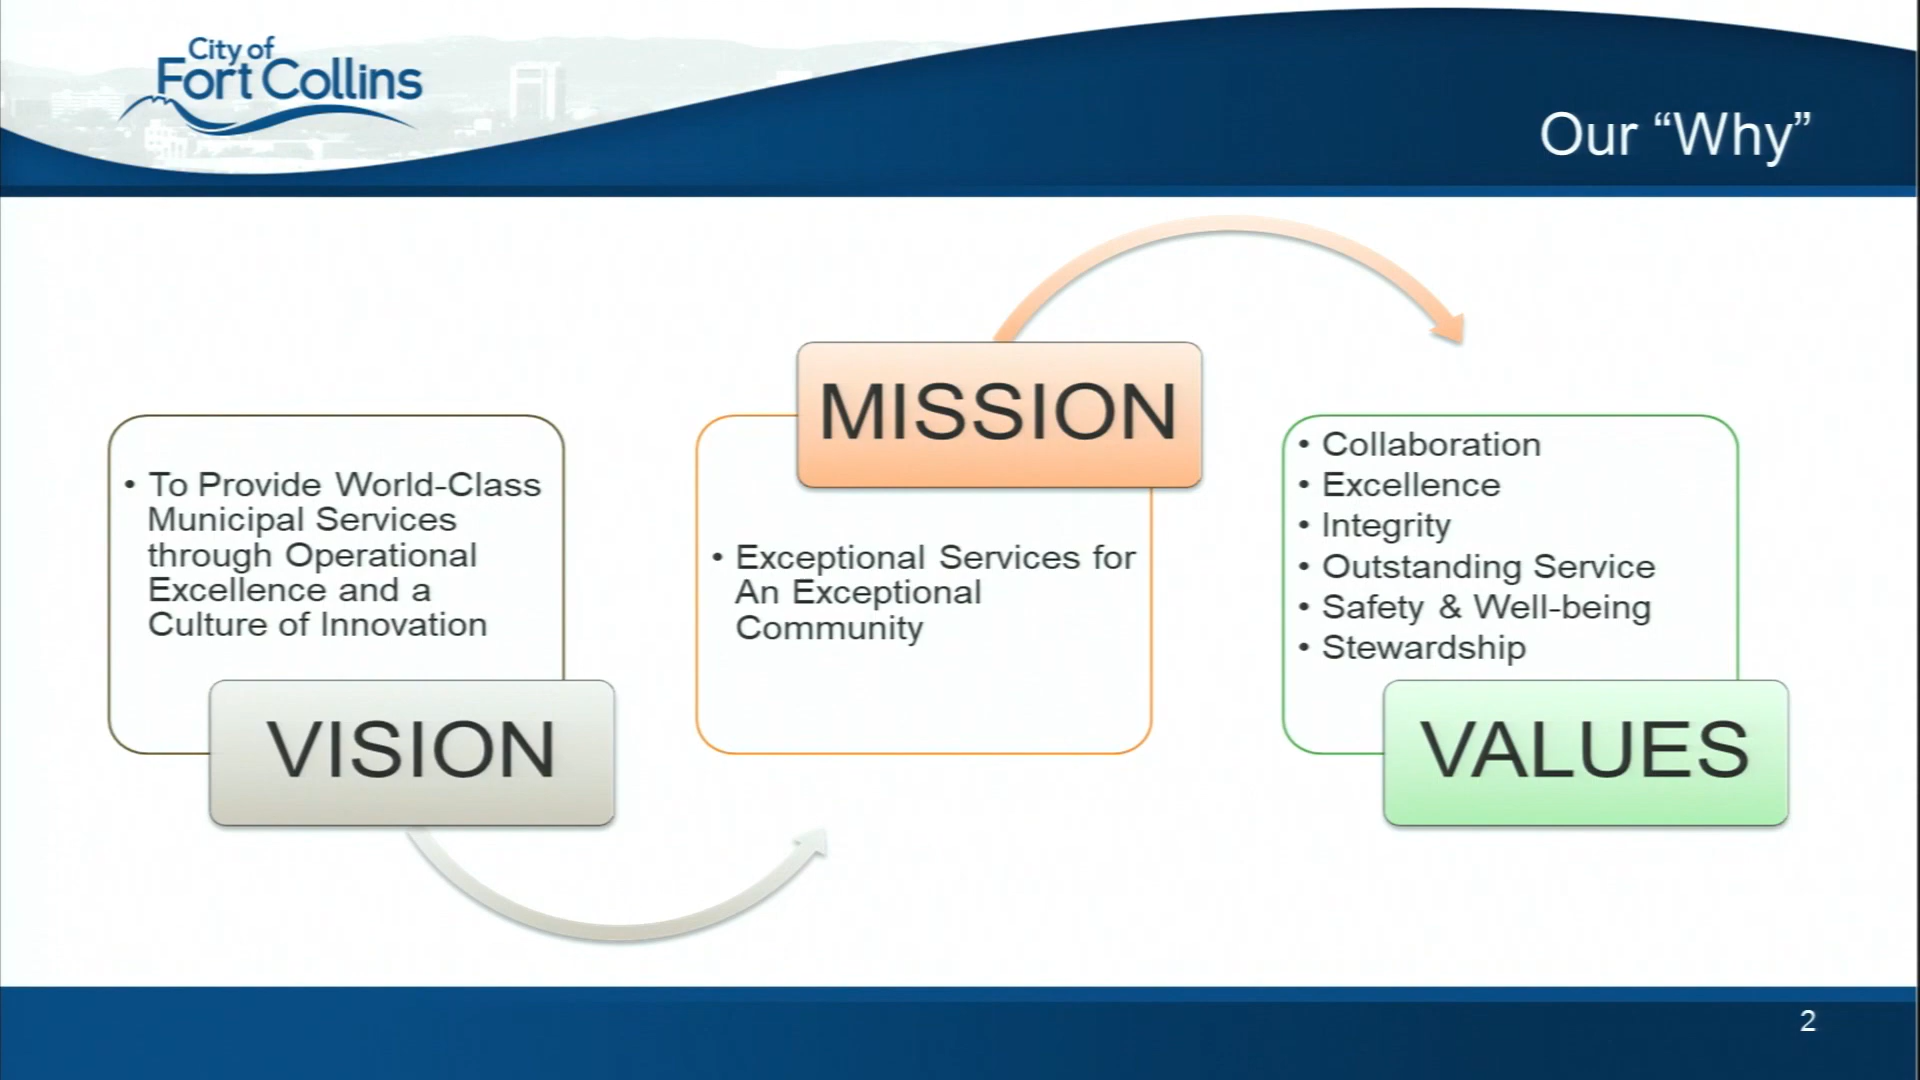 City of
Fort Collins
Our “Why”
• To Provide World-Class
Municipal Services
through Operational
Excellence and a
Culture of Innovation
VISION
MISSION
• Exceptional Services for
An Exceptional
Community
• Collaboration
• Excellence
• Integrity
• Outstanding Service
• Safety & Well-being
• Stewardship
VALUES
2